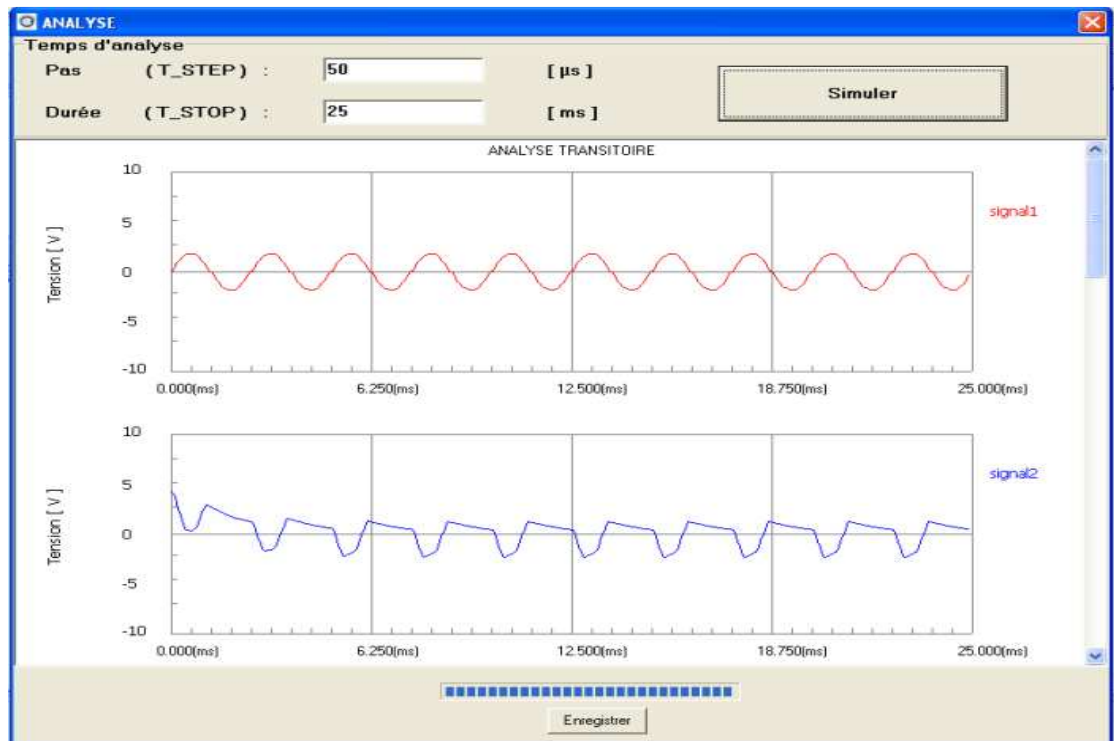 ANALYSE
Temps d'analyse
Pas (T_STEP) : 50 [ µs ]
Simuler
Durée (T_STOP) : 25 [ ms ]
ANALYSE TRANSITOIRE
10
signal1
5
Tension [ V ]
0
-5
-10
0.000(ms) 6.250(ms) 12.500(ms) 18.750(ms) 25.000(ms)
10
signal2
5
Tension [ V ]
0
-5
-10
0.000(ms) 6.250(ms) 12.500(ms) 18.750(ms) 25.000(ms)
Enregistrer